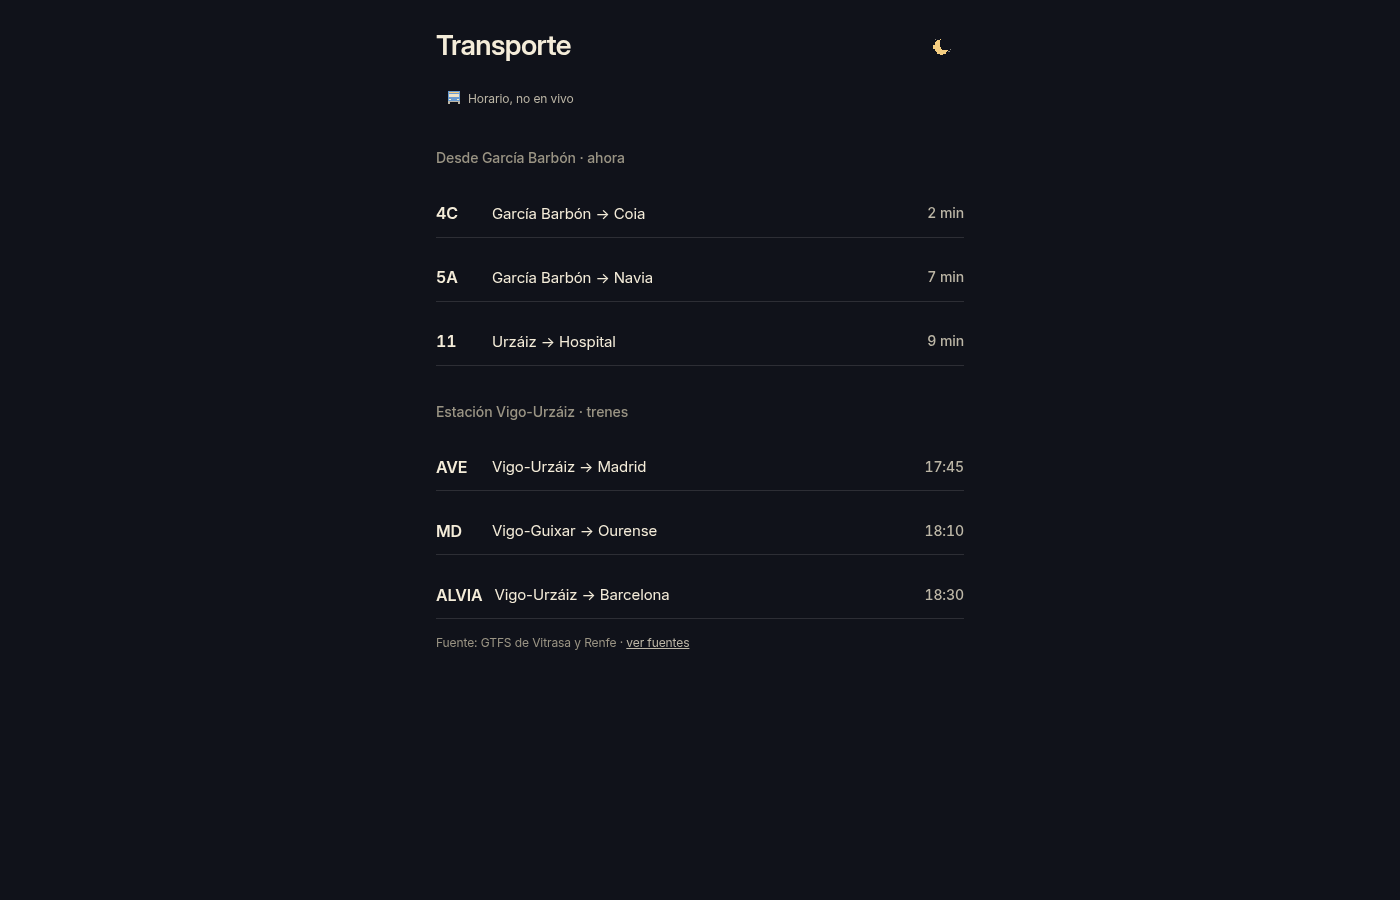 Transporte
Horario, no en vivo
Desde García Barbón · ahora
4C García Barbón → Coia 2 min
5A García Barbón → Navia 7 min
11 Urzáiz → Hospital 9 min
Estación Vigo-Urzáiz · trenes
AVE Vigo-Urzáiz → Madrid 17:45
MD Vigo-Guixar → Ourense 18:10
ALVIA Vigo-Urzáiz → Barcelona 18:30
Fuente: GTFS de Vitrasa y Renfe · ver fuentes